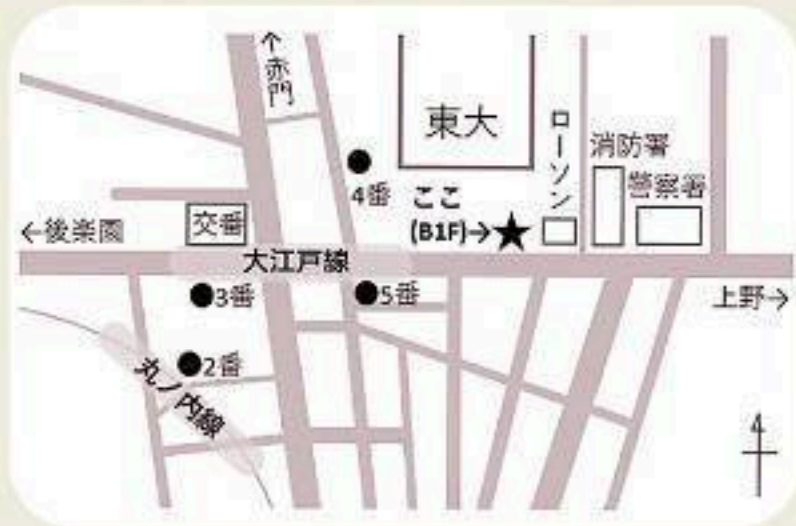 ↑赤門
東大
ローソン
消防署
警察署
4番
ここ
(B1F)→★
←後楽園
交番
大江戸線
3番
5番
上野→
2番
丸ノ内線
4